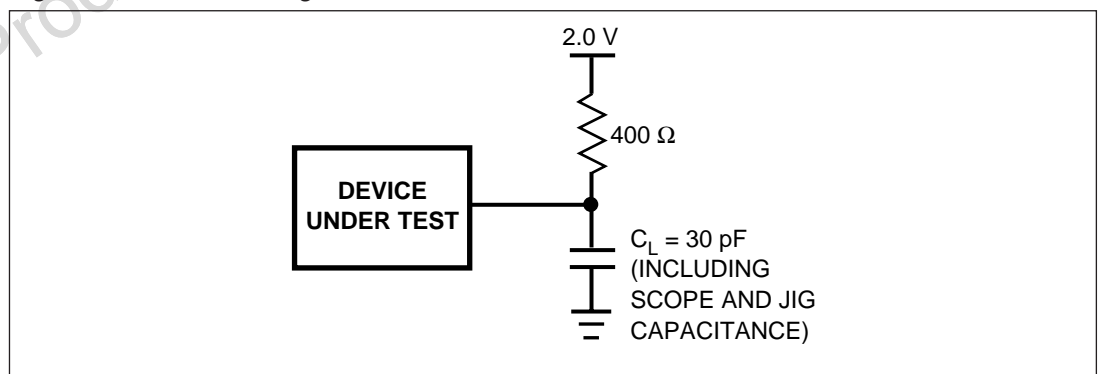 2.0 V
400 Ω
DEVICE
UNDER TEST
C_L = 30 pF
(INCLUDING
SCOPE AND JIG
CAPACITANCE)